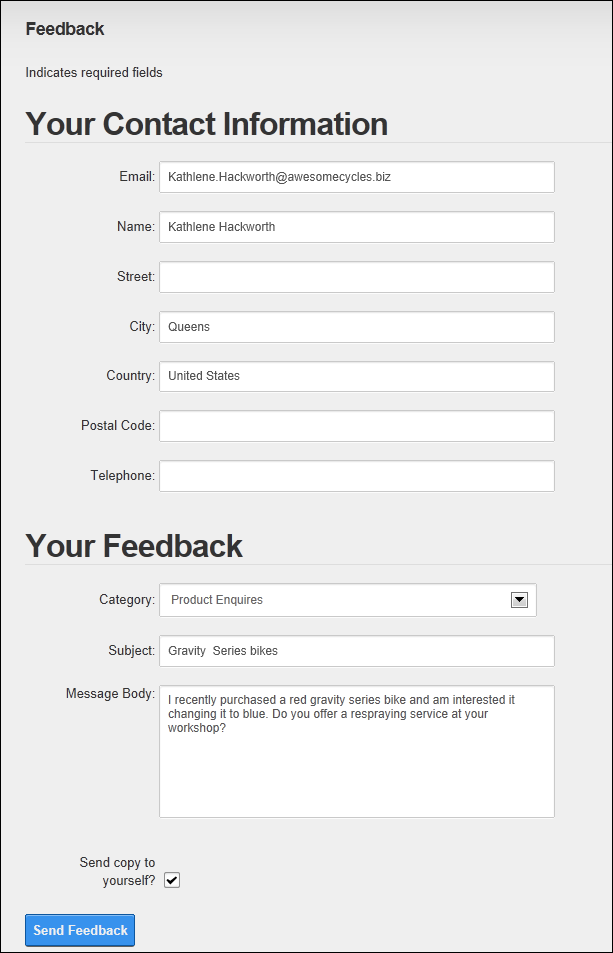 Feedback
Indicates required fields
Your Contact Information
Email: Kathlene.Hackworth@awesomecycles.biz
Name: Kathlene Hackworth
Street:
City: Queens
Country: United States
Postal Code:
Telephone:
Your Feedback
Category: Product Enquires
Subject: Gravity  Series bikes
Message Body: I recently purchased a red gravity series bike and am interested it
changing it to blue. Do you offer a respraying service at your
workshop?
Send copy to
yourself?
Send Feedback